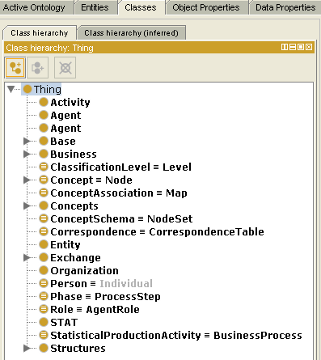 Active Ontology Entities Classes Object Properties Data Properties
Class hierarchy Class hierarchy (inferred)
Class hierarchy: Thing
Thing
Activity
Agent
Agent
Base
Business
ClassificationLevel ≡ Level
Concept ≡ Node
ConceptAssociation ≡ Map
Concepts
ConceptSchema ≡ NodeSet
Correspondence ≡ CorrespondenceTable
Entity
Exchange
Organization
Person ≡ Individual
Phase ≡ ProcessStep
Role ≡ AgentRole
STAT
StatisticalProductionActivity ≡ BusinessProcess
Structures